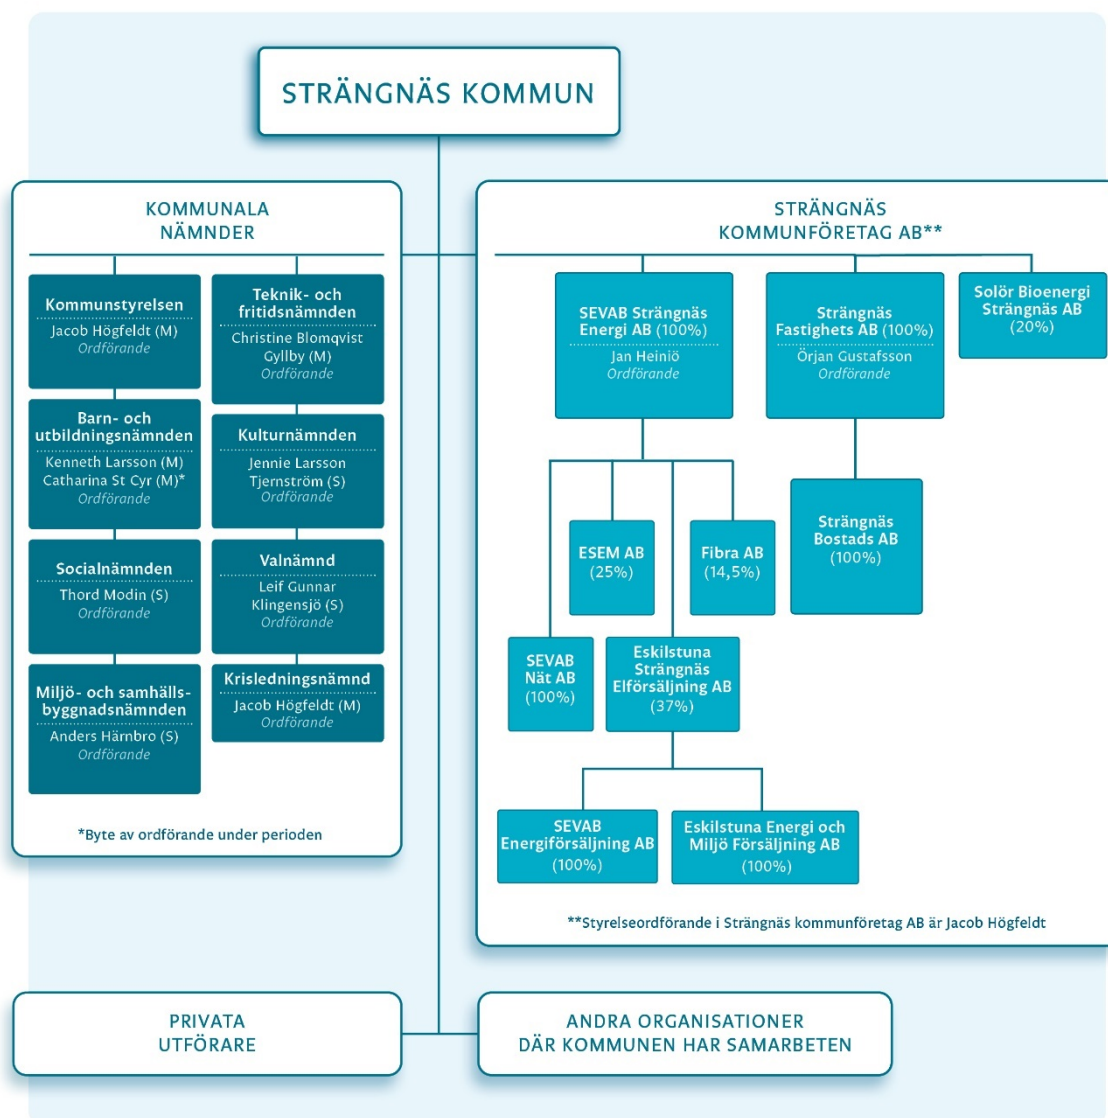 STRÄNGNÄS KOMMUN
KOMMUNALA
NÄMNDER
Kommunstyrelsen
Jacob Högfeldt (M)
Ordförande
Teknik- och
fritidsnämnden
Christine Blomqvist
Gyllby (M)
Ordförande
Barn- och
utbildningsnämnden
Kenneth Larsson (M)
Catharina St Cyr (M)*
Ordförande
Kulturnämnden
Jennie Larsson
Tjernström (S)
Ordförande
Socialnämnden
Thord Modin (S)
Ordförande
Valnämnd
Leif Gunnar
Klingensjö (S)
Ordförande
Miljö- och samhälls-
byggnadsnämnden
Anders Härnbro (S)
Ordförande
Krisledningsnämnd
Jacob Högfeldt (M)
Ordförande
*Byte av ordförande under perioden
STRÄNGNÄS
KOMMUNFÖRETAG AB**
SEVAB Strängnäs
Energi AB (100%)
Jan Heiniö
Ordförande
Strängnäs
Fastighets AB (100%)
Örjan Gustafsson
Ordförande
Solör Bioenergi
Strängnäs AB
(20%)
ESEM AB
(25%)
Fibra AB
(14,5%)
Strängnäs
Bostads AB
(100%)
SEVAB
Nät AB
(100%)
Eskilstuna
Strängnäs
Elförsäljning AB
(37%)
SEVAB
Energiförsäljning AB
(100%)
Eskilstuna Energi och
Miljö Försäljning AB
(100%)
**Styrelseordförande i Strängnäs kommunföretag AB är Jacob Högfeldt
PRIVATA
UTFÖRARE
ANDRA ORGANISATIONER
DÄR KOMMUNEN HAR SAMARBETEN